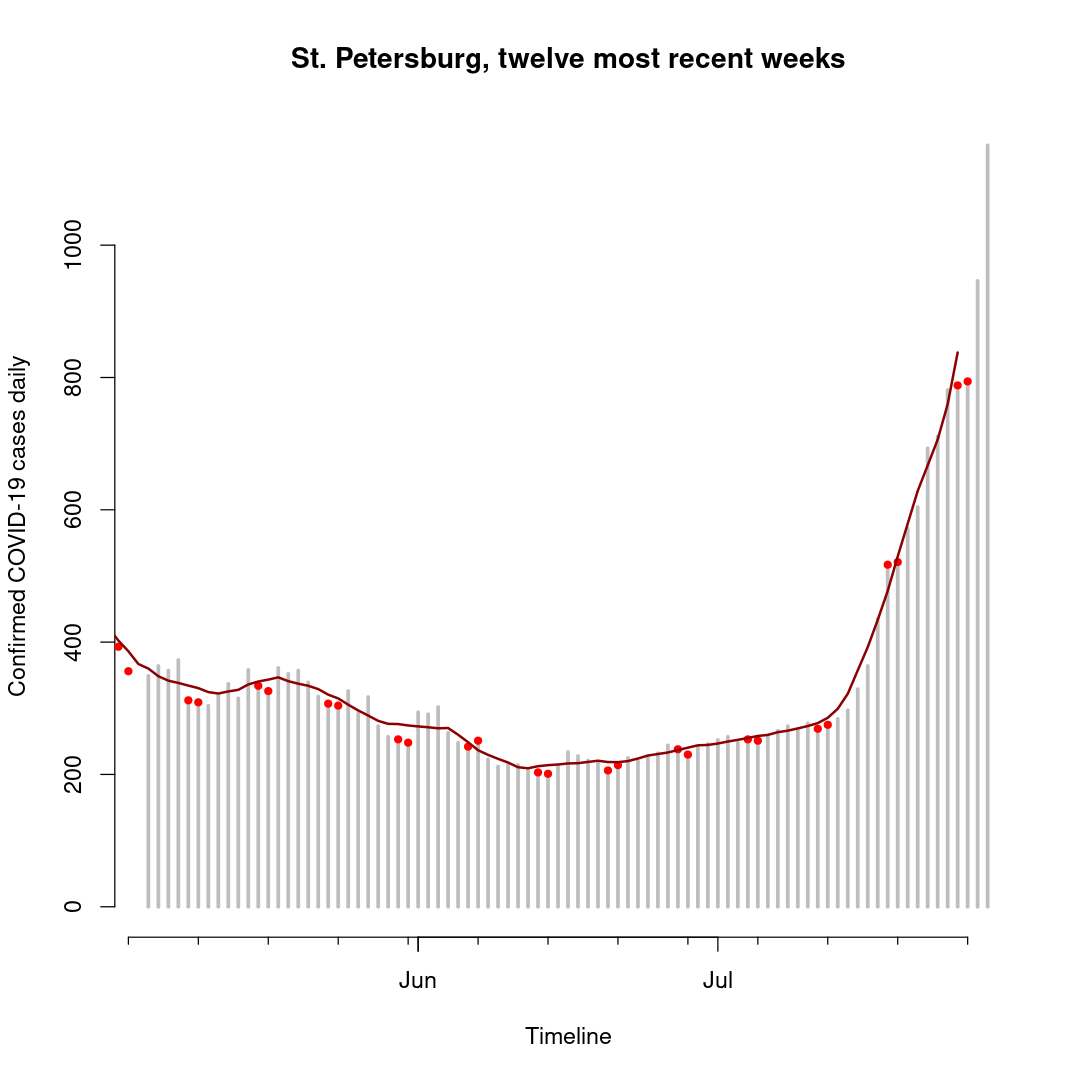 St. Petersburg, twelve most recent weeks
Confirmed COVID-19 cases daily
1000
800
600
400
200
0
Jun Jul
Timeline